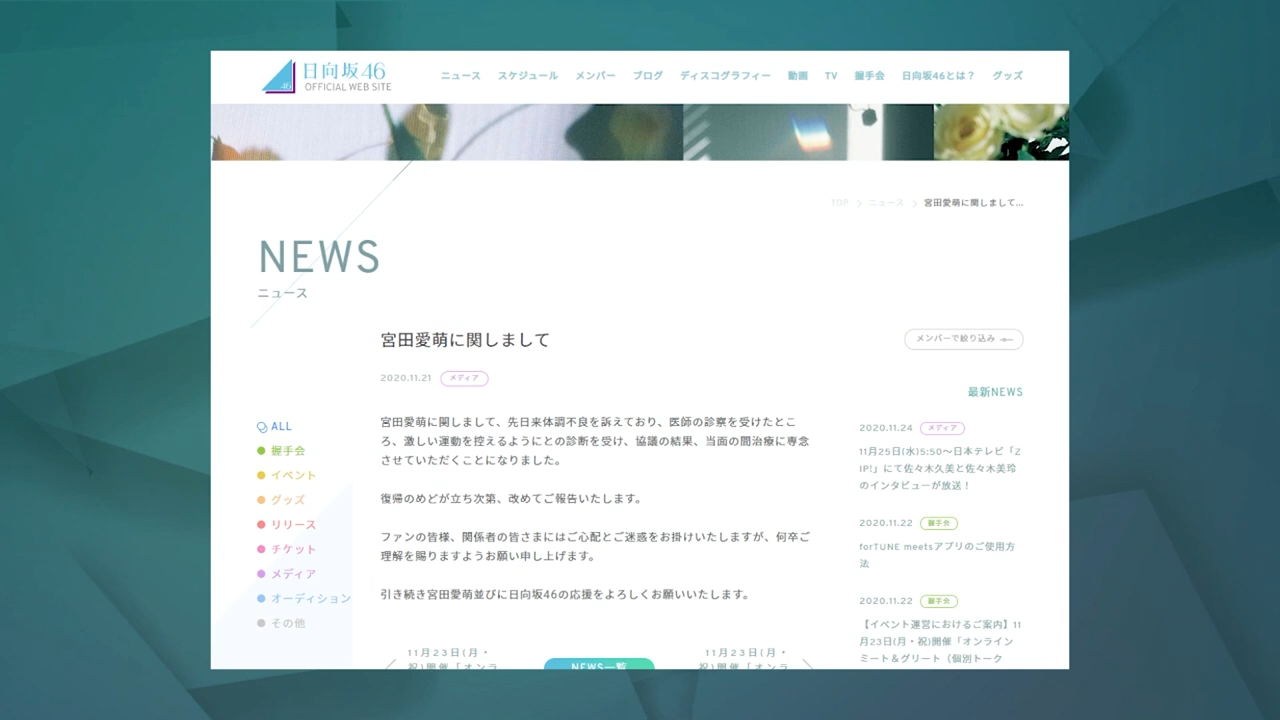 日向坂46
OFFICIAL WEB SITE
ニュース スケジュール メンバー ブログ ディスコグラフィー 動画 TV 握手会 日向坂46とは? グッズ
TOP ニュース 宮田愛萌に関しまして...
NEWS
ニュース
宮田愛萌に関しまして
2020.11.21 メディア
宮田愛萌に関しまして、先日来体調不良を訴えており、医師の診察を受けたとこ
ろ、激しい運動を控えるようにとの診断を受け、協議の結果、当面の間治療に専念
させていただくことになりました。
復帰のめどが立ち次第、改めてご報告いたします。
ファンの皆様、関係者の皆さまにはご心配とご迷惑をお掛けいたしますが、何卒ご
理解を賜りますようお願い申し上げます。
引き続き宮田愛萌並びに日向坂46の応援をよろしくお願いいたします。
ALL
握手会
イベント
グッズ
リリース
チケット
メディア
オーディション
その他
メンバーで絞り込み
最新NEWS
2020.11.24 メディア
11月25日(水)5:50〜日本テレビ「Z
IP!」にて佐々木久美と佐々木美玲
のインタビューが放送!
2020.11.22 握手会
forTUNE meetsアプリのご使用方
法
2020.11.22 握手会
【イベント運営におけるご案内】11
月23日(月・祝)開催「オンライン
ミート＆グリート（個別トーク
11月23日(月・
祝)開催「オンラ
NEWS一覧
11月23日(月・
祝)開催「オンラ